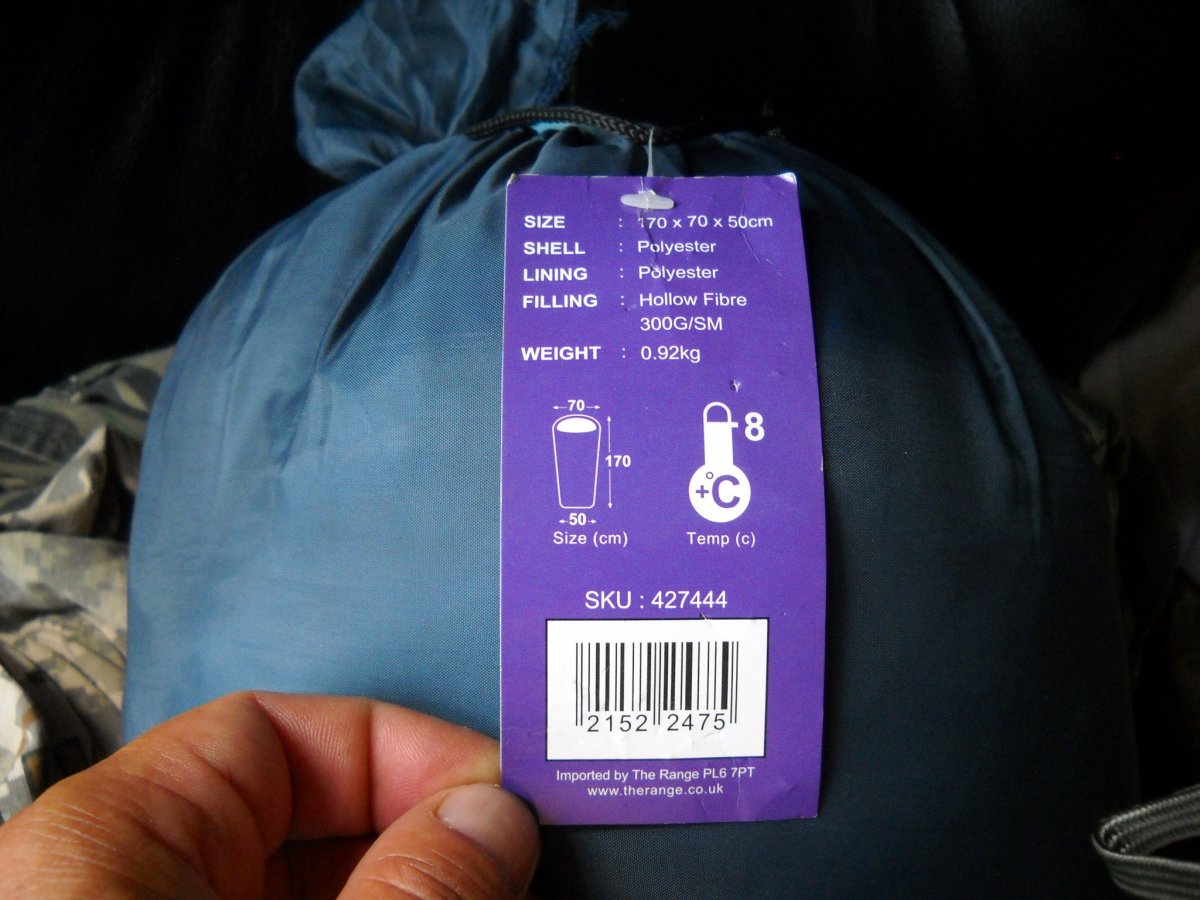 SIZE : 170 x 70 x 50cm
SHELL : Polyester
LINING : Polyester
FILLING : Hollow Fibre
300G/SM
WEIGHT : 0.92kg
70
170
50
Size (cm)
8
+°C
Temp (c)
SKU : 427444
2152 2475
Imported by The Range PL6 7PT
www.therange.co.uk